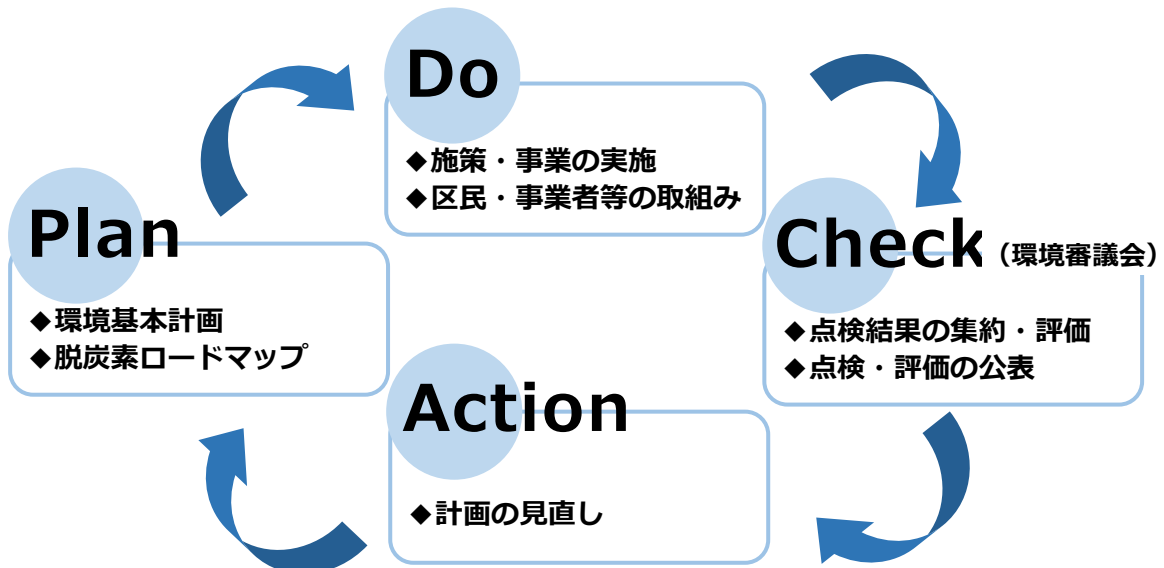 Plan
◆環境基本計画
◆脱炭素ロードマップ
Do
◆施策・事業の実施
◆区民・事業者等の取組み
Check（環境審議会）
◆点検結果の集約・評価
◆点検・評価の公表
Action
◆計画の見直し